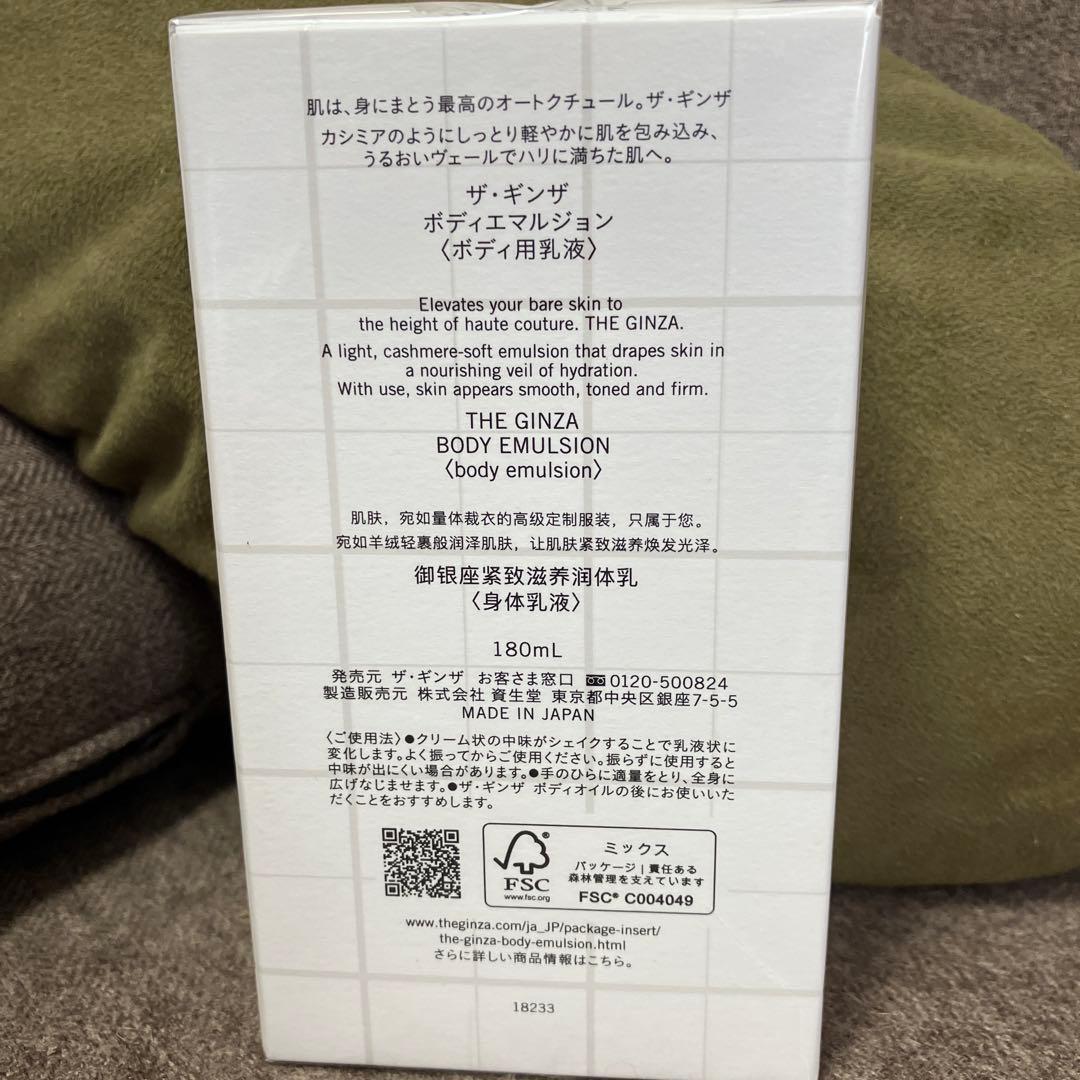 肌は、身にまとう最高のオートクチュール。ザ・ギンザ
カシミアのようにしっとり軽やかに肌を包み込み、
うるおいヴェールでハリに満ちた肌へ。
ザ・ギンザ
ボディエマルジョン
〈ボディ用乳液〉
Elevates your bare skin to
the height of haute couture. THE GINZA.
A light, cashmere-soft emulsion that drapes skin in
a nourishing veil of hydration.
With use, skin appears smooth, toned and firm.
THE GINZA
BODY EMULSION
〈body emulsion〉
肌肤，宛如量体裁衣的高级定制服装，只属于您。
宛如羊绒轻裹般润泽肌肤，让肌肤紧致滋养焕发光泽。
御银座紧致滋养润体乳
〈身体乳液〉
180mL
発売元 ザ・ギンザ お客さま窓口 0120-500824
製造販売元 株式会社 資生堂 東京都中央区銀座7-5-5
MADE IN JAPAN
〈ご使用法〉●クリーム状の中味がシェイクすることで乳液状に
変化します。よく振ってからご使用ください。振らずに使用すると
中味が出にくい場合があります。●手のひらに適量をとり、全身に
広げなじませます。●ザ・ギンザ ボディオイルの後にお使いいた
だくことをおすすめします。
FSC®
www.fsc.org
ミックス
パッケージ｜責任ある
森林管理を支えています
FSC® C004049
www.theginza.com/ja_JP/package-insert/
the-ginza-body-emulsion.html
さらに詳しい商品情報はこちら。
18233